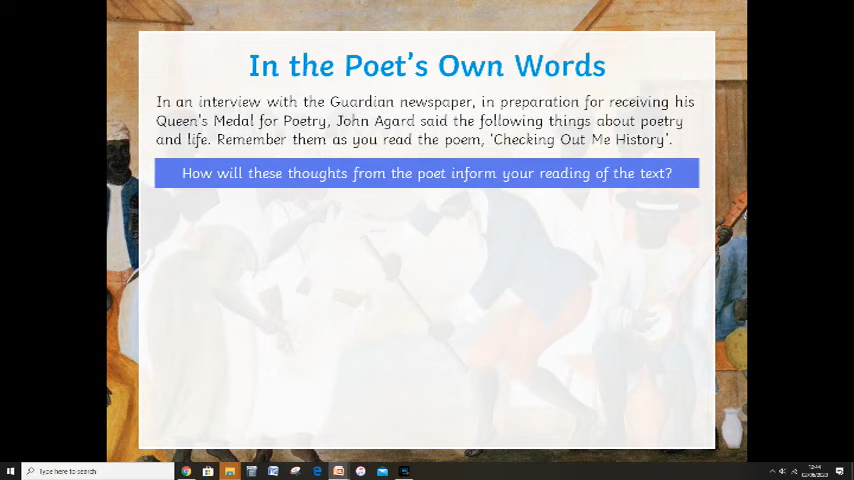 In the Poet's Own Words
In an interview with the Guardian newspaper, in preparation for receiving his
Queen's Medal for Poetry, John Agard said the following things about poetry
and life. Remember them as you read the poem, 'Checking Out Me History'.
How will these thoughts from the poet inform your reading of the text?
Type here to search
12:44